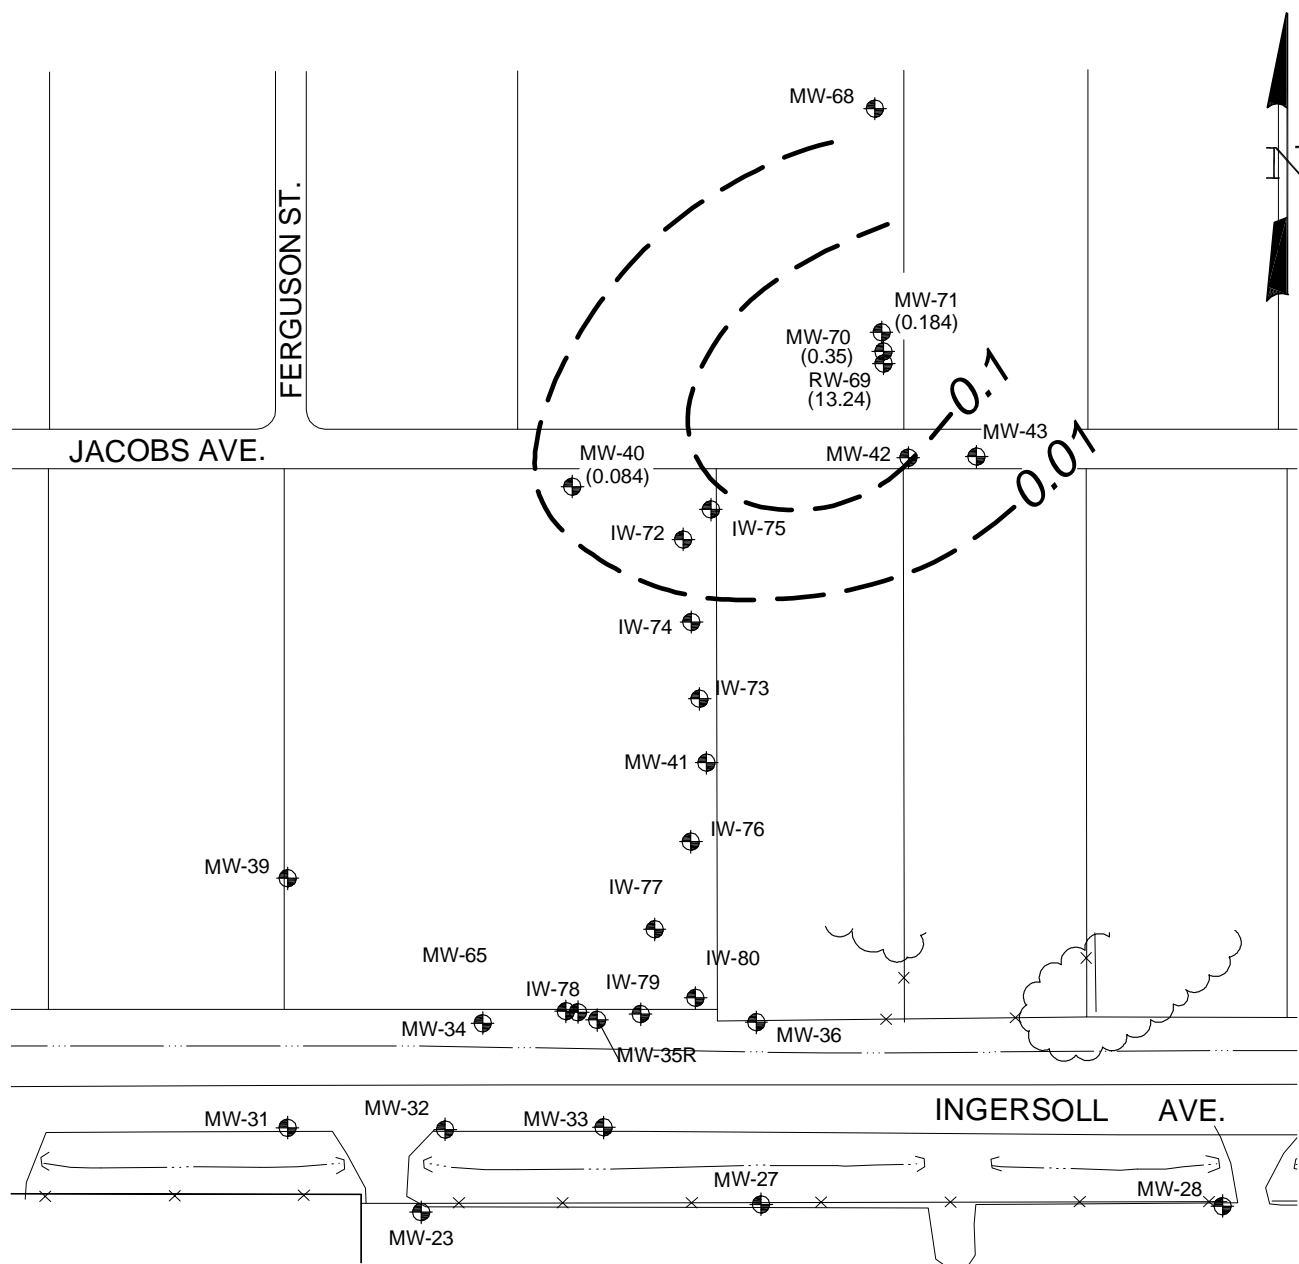 MW-68
FERGUSON ST.
MW-71
(0.184)
MW-70
(0.35)
RW-69
(13.24)
0.1
JACOBS AVE.
MW-40
(0.084)
MW-42
MW-43
0.01
IW-72
IW-75
IW-74
IW-73
MW-41
IW-76
MW-39
IW-77
MW-65
IW-80
IW-78
IW-79
MW-34
MW-36
MW-35R
MW-31
MW-32
MW-33
INGERSOLL AVE.
MW-27
MW-28
MW-23